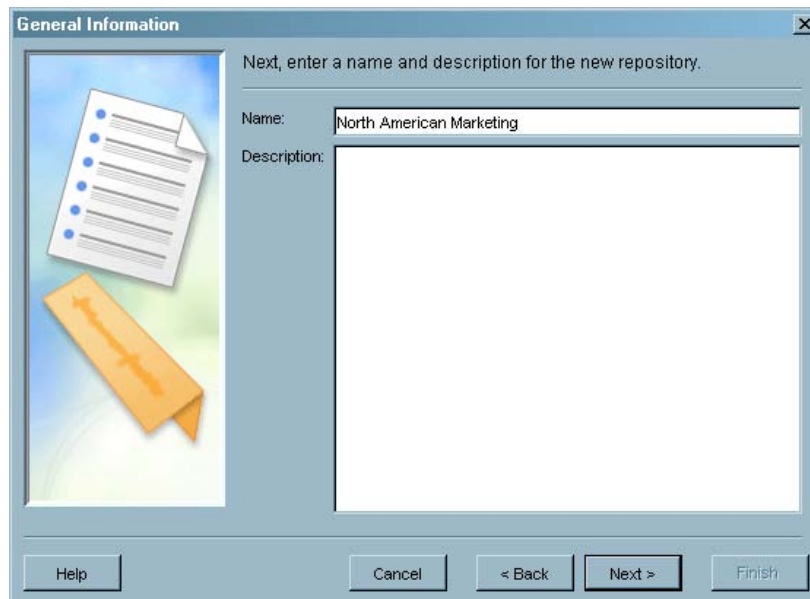 General Information
Next, enter a name and description for the new repository.
Name:
North American Marketing
Description:
Help
Cancel
< Back
Next >
Finish